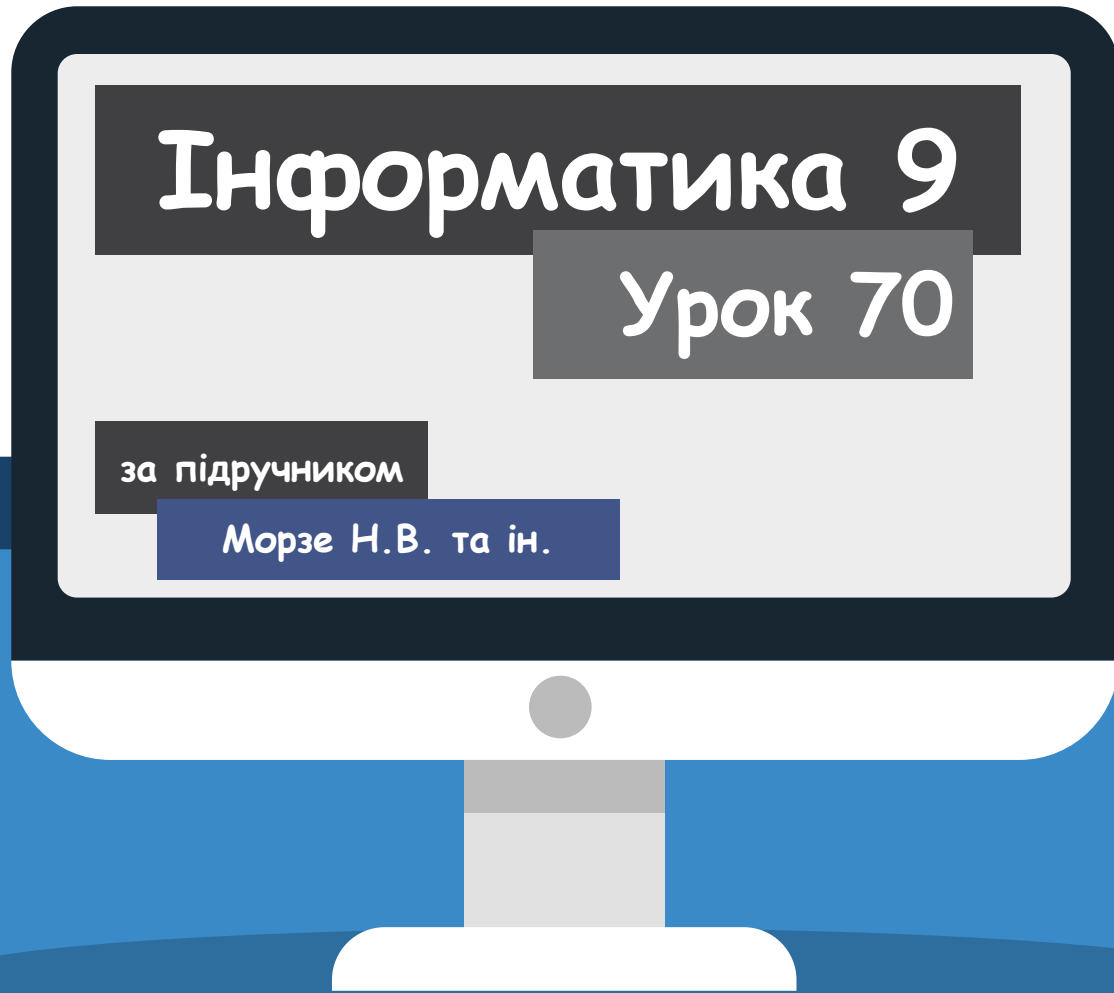 Інформатика 9
Урок 70
за підручником
Морзе Н.В. та ін.